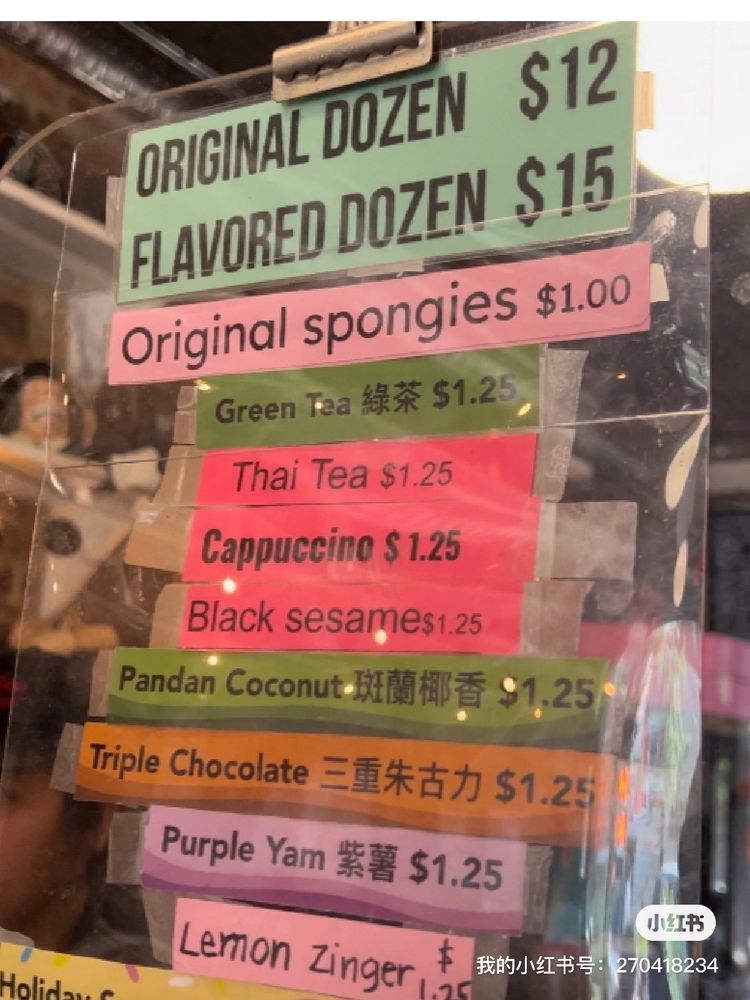 ORIGINAL DOZEN $12
FLAVORED DOZEN $15
Original spongies $1.00
Green Tea 綠茶 $1.25
Thai Tea $1.25
Cappuccino $1.25
Black sesame $1.25
Pandan Coconut 斑蘭椰香 $1.25
Triple Chocolate 三重朱古力 $1.25
Purple Yam 紫薯 $1.25
Lemon Zinger $1.25
Holiday
小红书
我的小红书号：270418234